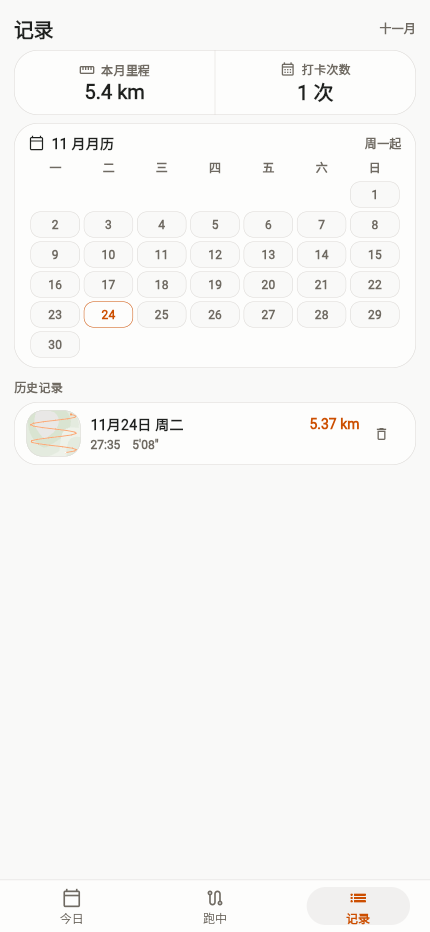 记录
十一月
本月里程
5.4 km
打卡次数
1 次
11 月月历
周一起
一 二 三 四 五 六 日
1
2 3 4 5 6 7 8
9 10 11 12 13 14 15
16 17 18 19 20 21 22
23 24 25 26 27 28 29
30
历史记录
11月24日 周二
5.37 km
27:35 5'08"
今日
跑中
记录